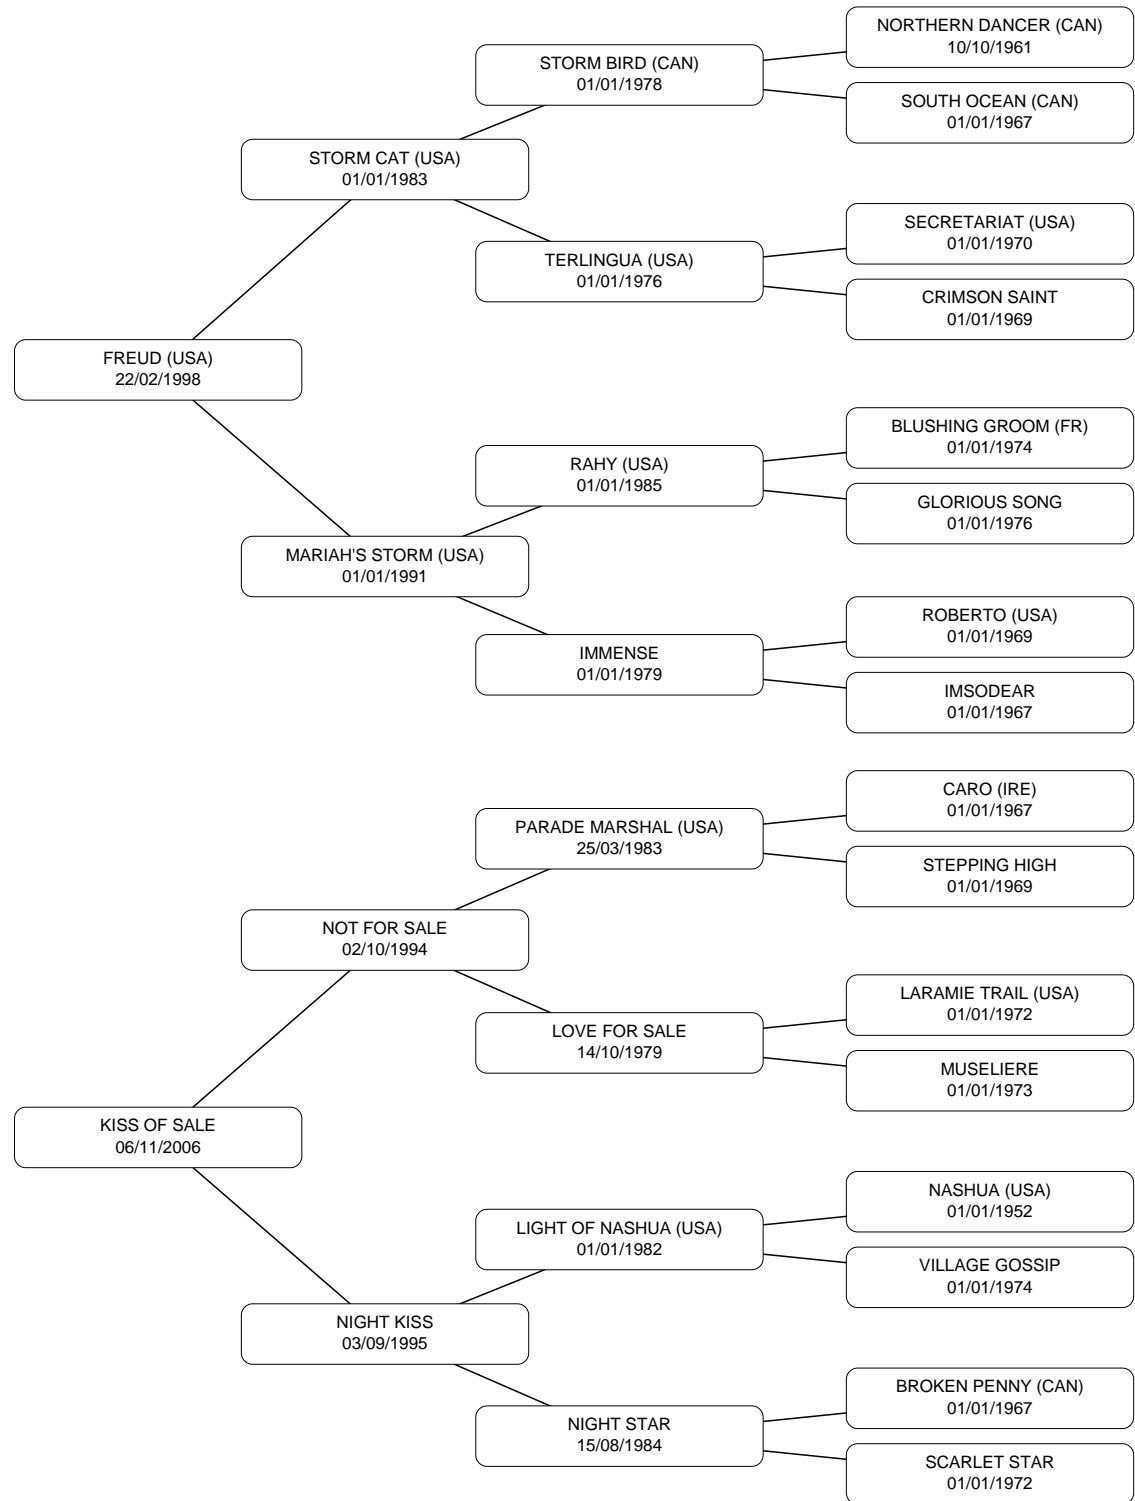 NORTHERN DANCER (CAN)
10/10/1961
STORM BIRD (CAN)
01/01/1978
SOUTH OCEAN (CAN)
01/01/1967
STORM CAT (USA)
01/01/1983
SECRETARIAT (USA)
01/01/1970
TERLINGUA (USA)
01/01/1976
CRIMSON SAINT
01/01/1969
FREUD (USA)
22/02/1998
BLUSHING GROOM (FR)
01/01/1974
RAHY (USA)
01/01/1985
GLORIOUS SONG
01/01/1976
MARIAH'S STORM (USA)
01/01/1991
ROBERTO (USA)
01/01/1969
IMMENSE
01/01/1979
IMSODEAR
01/01/1967
CARO (IRE)
01/01/1967
PARADE MARSHAL (USA)
25/03/1983
STEPPING HIGH
01/01/1969
NOT FOR SALE
02/10/1994
LARAMIE TRAIL (USA)
01/01/1972
LOVE FOR SALE
14/10/1979
MUSELIERE
01/01/1973
KISS OF SALE
06/11/2006
NASHUA (USA)
01/01/1952
LIGHT OF NASHUA (USA)
01/01/1982
VILLAGE GOSSIP
01/01/1974
NIGHT KISS
03/09/1995
BROKEN PENNY (CAN)
01/01/1967
NIGHT STAR
15/08/1984
SCARLET STAR
01/01/1972